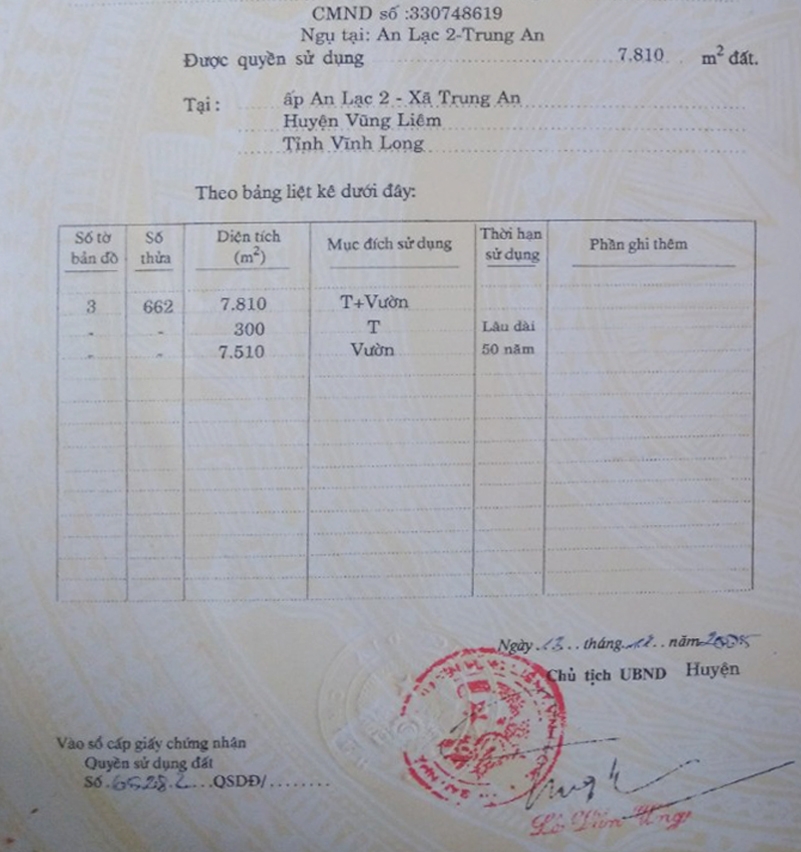 CMND số :330748619
Ngụ tại: An Lạc 2-Trung An
Được quyền sử dụng 7.810 m² đất.
Tại : ấp An Lạc 2 - Xã Trung An
Huyện Vũng Liêm
Tỉnh Vĩnh Long
Theo bảng liệt kê dưới đây:
Số tờ bản đồ Số thửa Diện tích (m²) Mục đích sử dụng Thời hạn sử dụng Phần ghi thêm
3 662 7.810 T+Vườn
- - 300 T Lâu dài
- - 7.510 Vườn 50 năm
Ngày 13 tháng 12 năm 2005
Chủ tịch UBND Huyện
Vào sổ cấp giấy chứng nhận
Quyền sử dụng đất
Số QSDĐ/